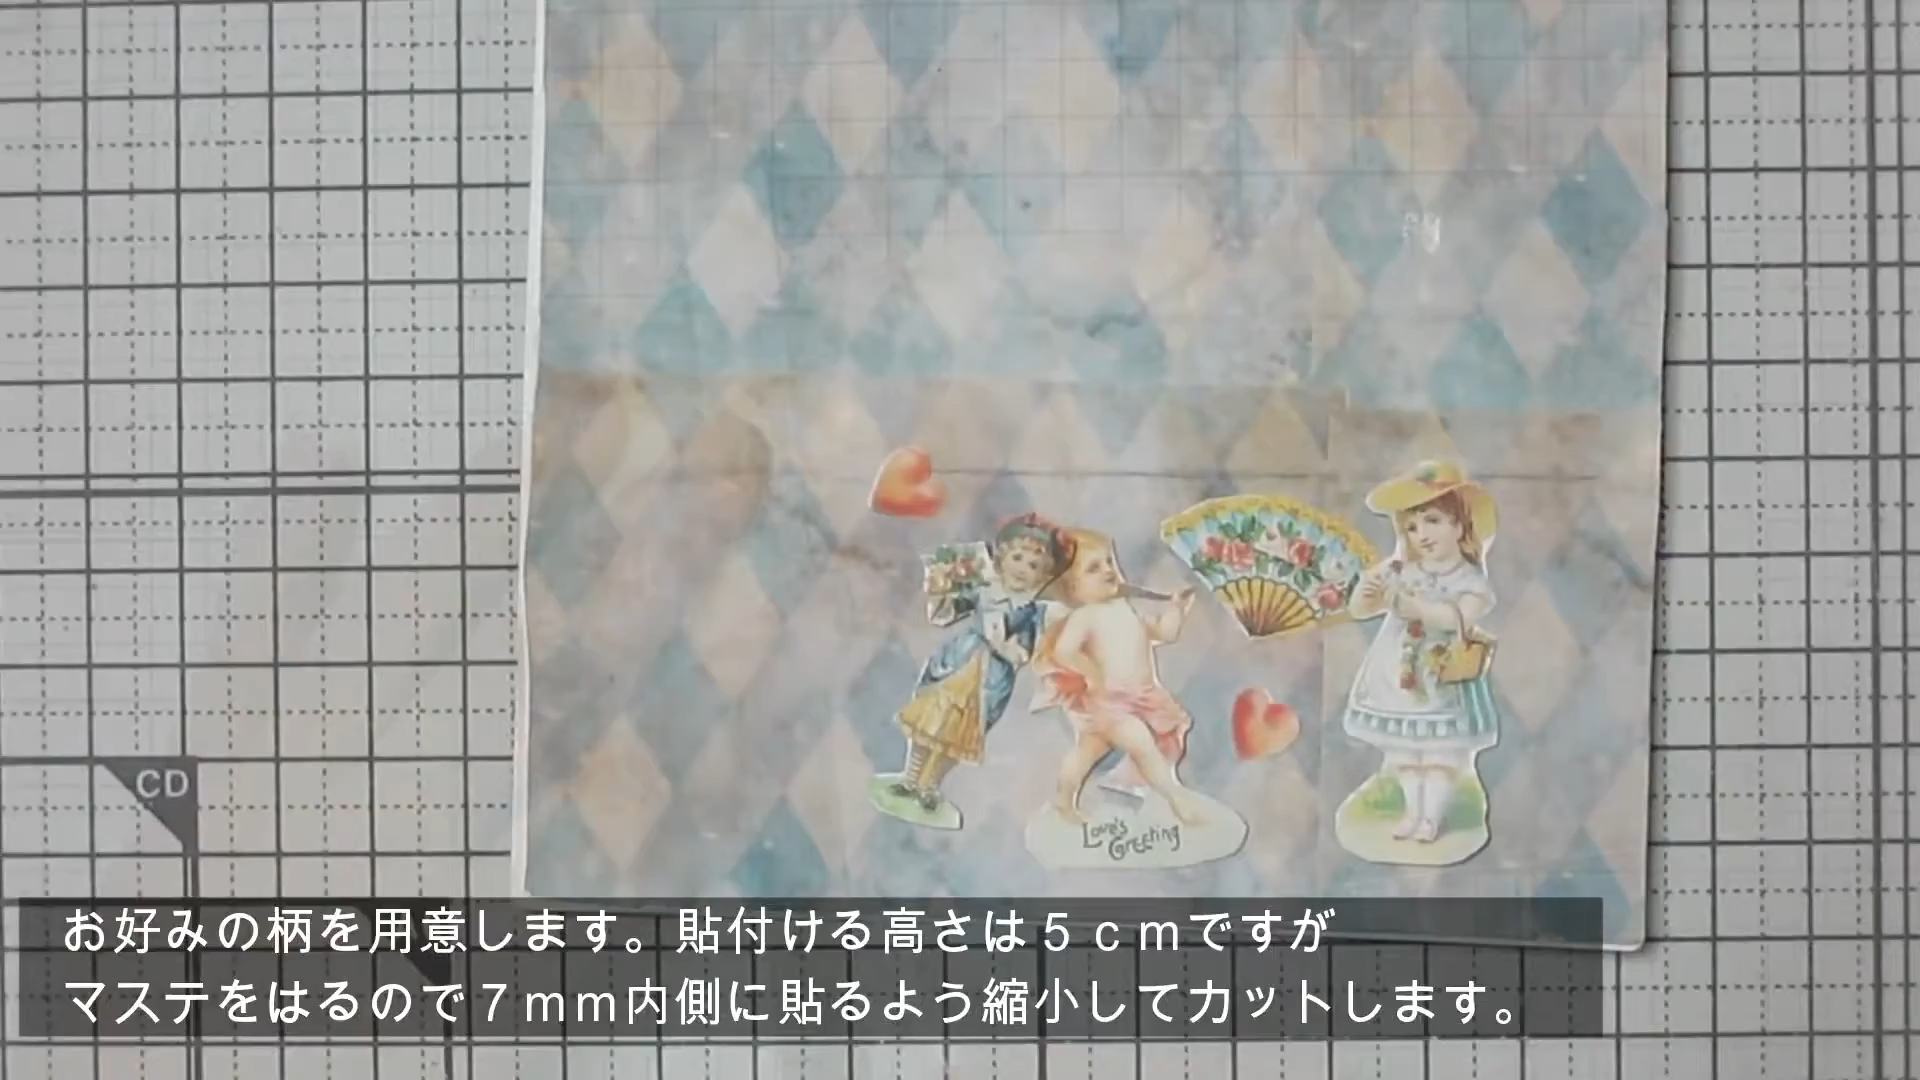 CD
Love's
Greeting
お好みの柄を用意します。貼付ける高さは５ｃｍですが
マステをはるので７ｍｍ内側に貼るよう縮小してカットします。